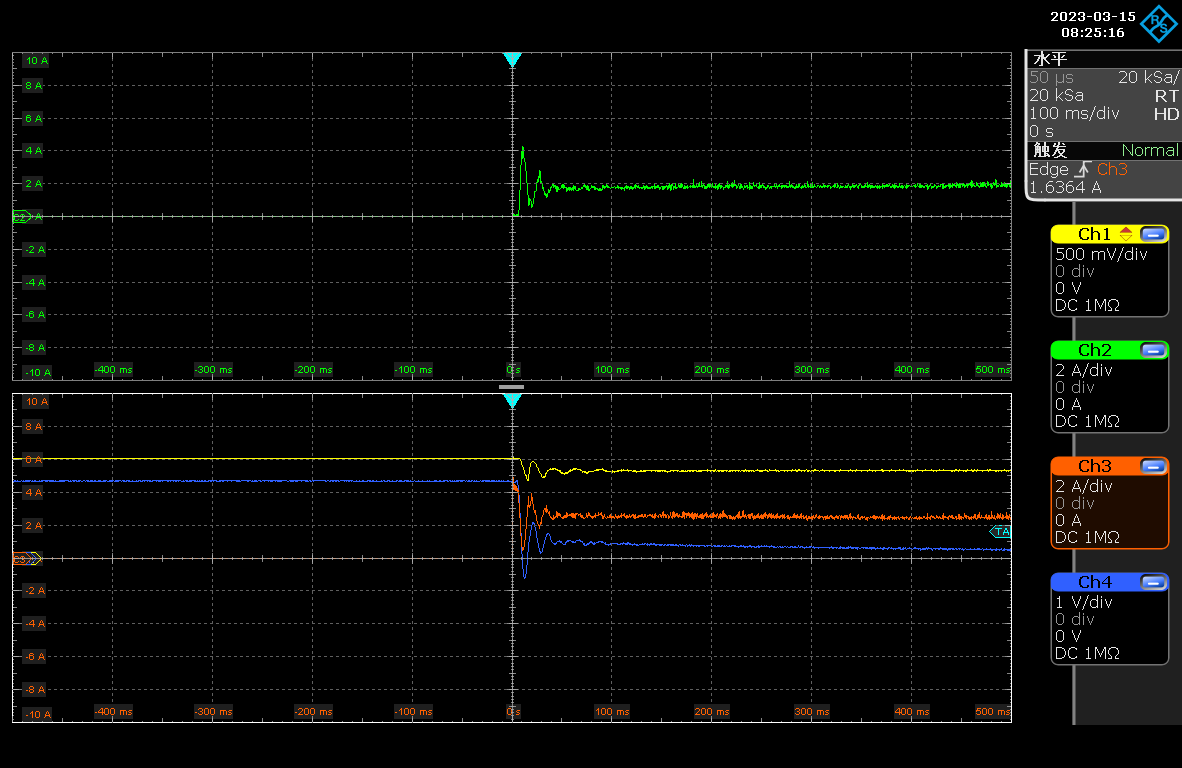 2023-03-15
08:25:16
R&S
水平
50 µs 20 kSa/
20 kSa RT
100 ms/div HD
0 s
触发 Normal
Edge Ch3
1.6364 A
10 A
8 A
6 A
4 A
2 A
C2 A
-2 A
-4 A
-6 A
-8 A
-10 A
-400 ms -300 ms -200 ms -100 ms 0 s 100 ms 200 ms 300 ms 400 ms 500 ms
Ch1
500 mV/div
0 div
0 V
DC 1MΩ
Ch2
2 A/div
0 div
0 A
DC 1MΩ
10 A
8 A
6 A
4 A
2 A
TA
C3
-2 A
-4 A
-6 A
-8 A
-10 A
-400 ms -300 ms -200 ms -100 ms 0 s 100 ms 200 ms 300 ms 400 ms 500 ms
Ch3
2 A/div
0 div
0 A
DC 1MΩ
Ch4
1 V/div
0 div
0 V
DC 1MΩ